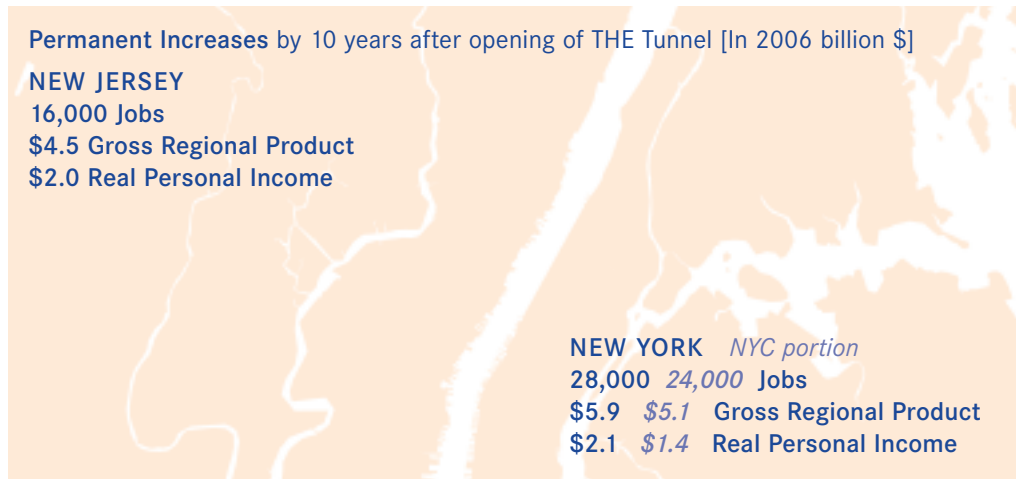 Permanent Increases by 10 years after opening of THE Tunnel [In 2006 billion $]
NEW JERSEY
16,000 Jobs
$4.5 Gross Regional Product
$2.0 Real Personal Income
NEW YORK NYC portion
28,000 24,000 Jobs
$5.9 $5.1 Gross Regional Product
$2.1 $1.4 Real Personal Income